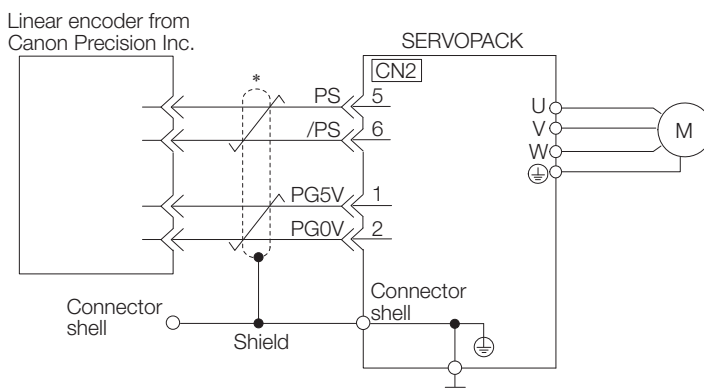 Linear encoder from
Canon Precision Inc.
SERVOPACK
CN2
*
PS 5
/PS 6
PG5V 1
PG0V 2
U
V
W
M
Connector
shell
Shield
Connector
shell